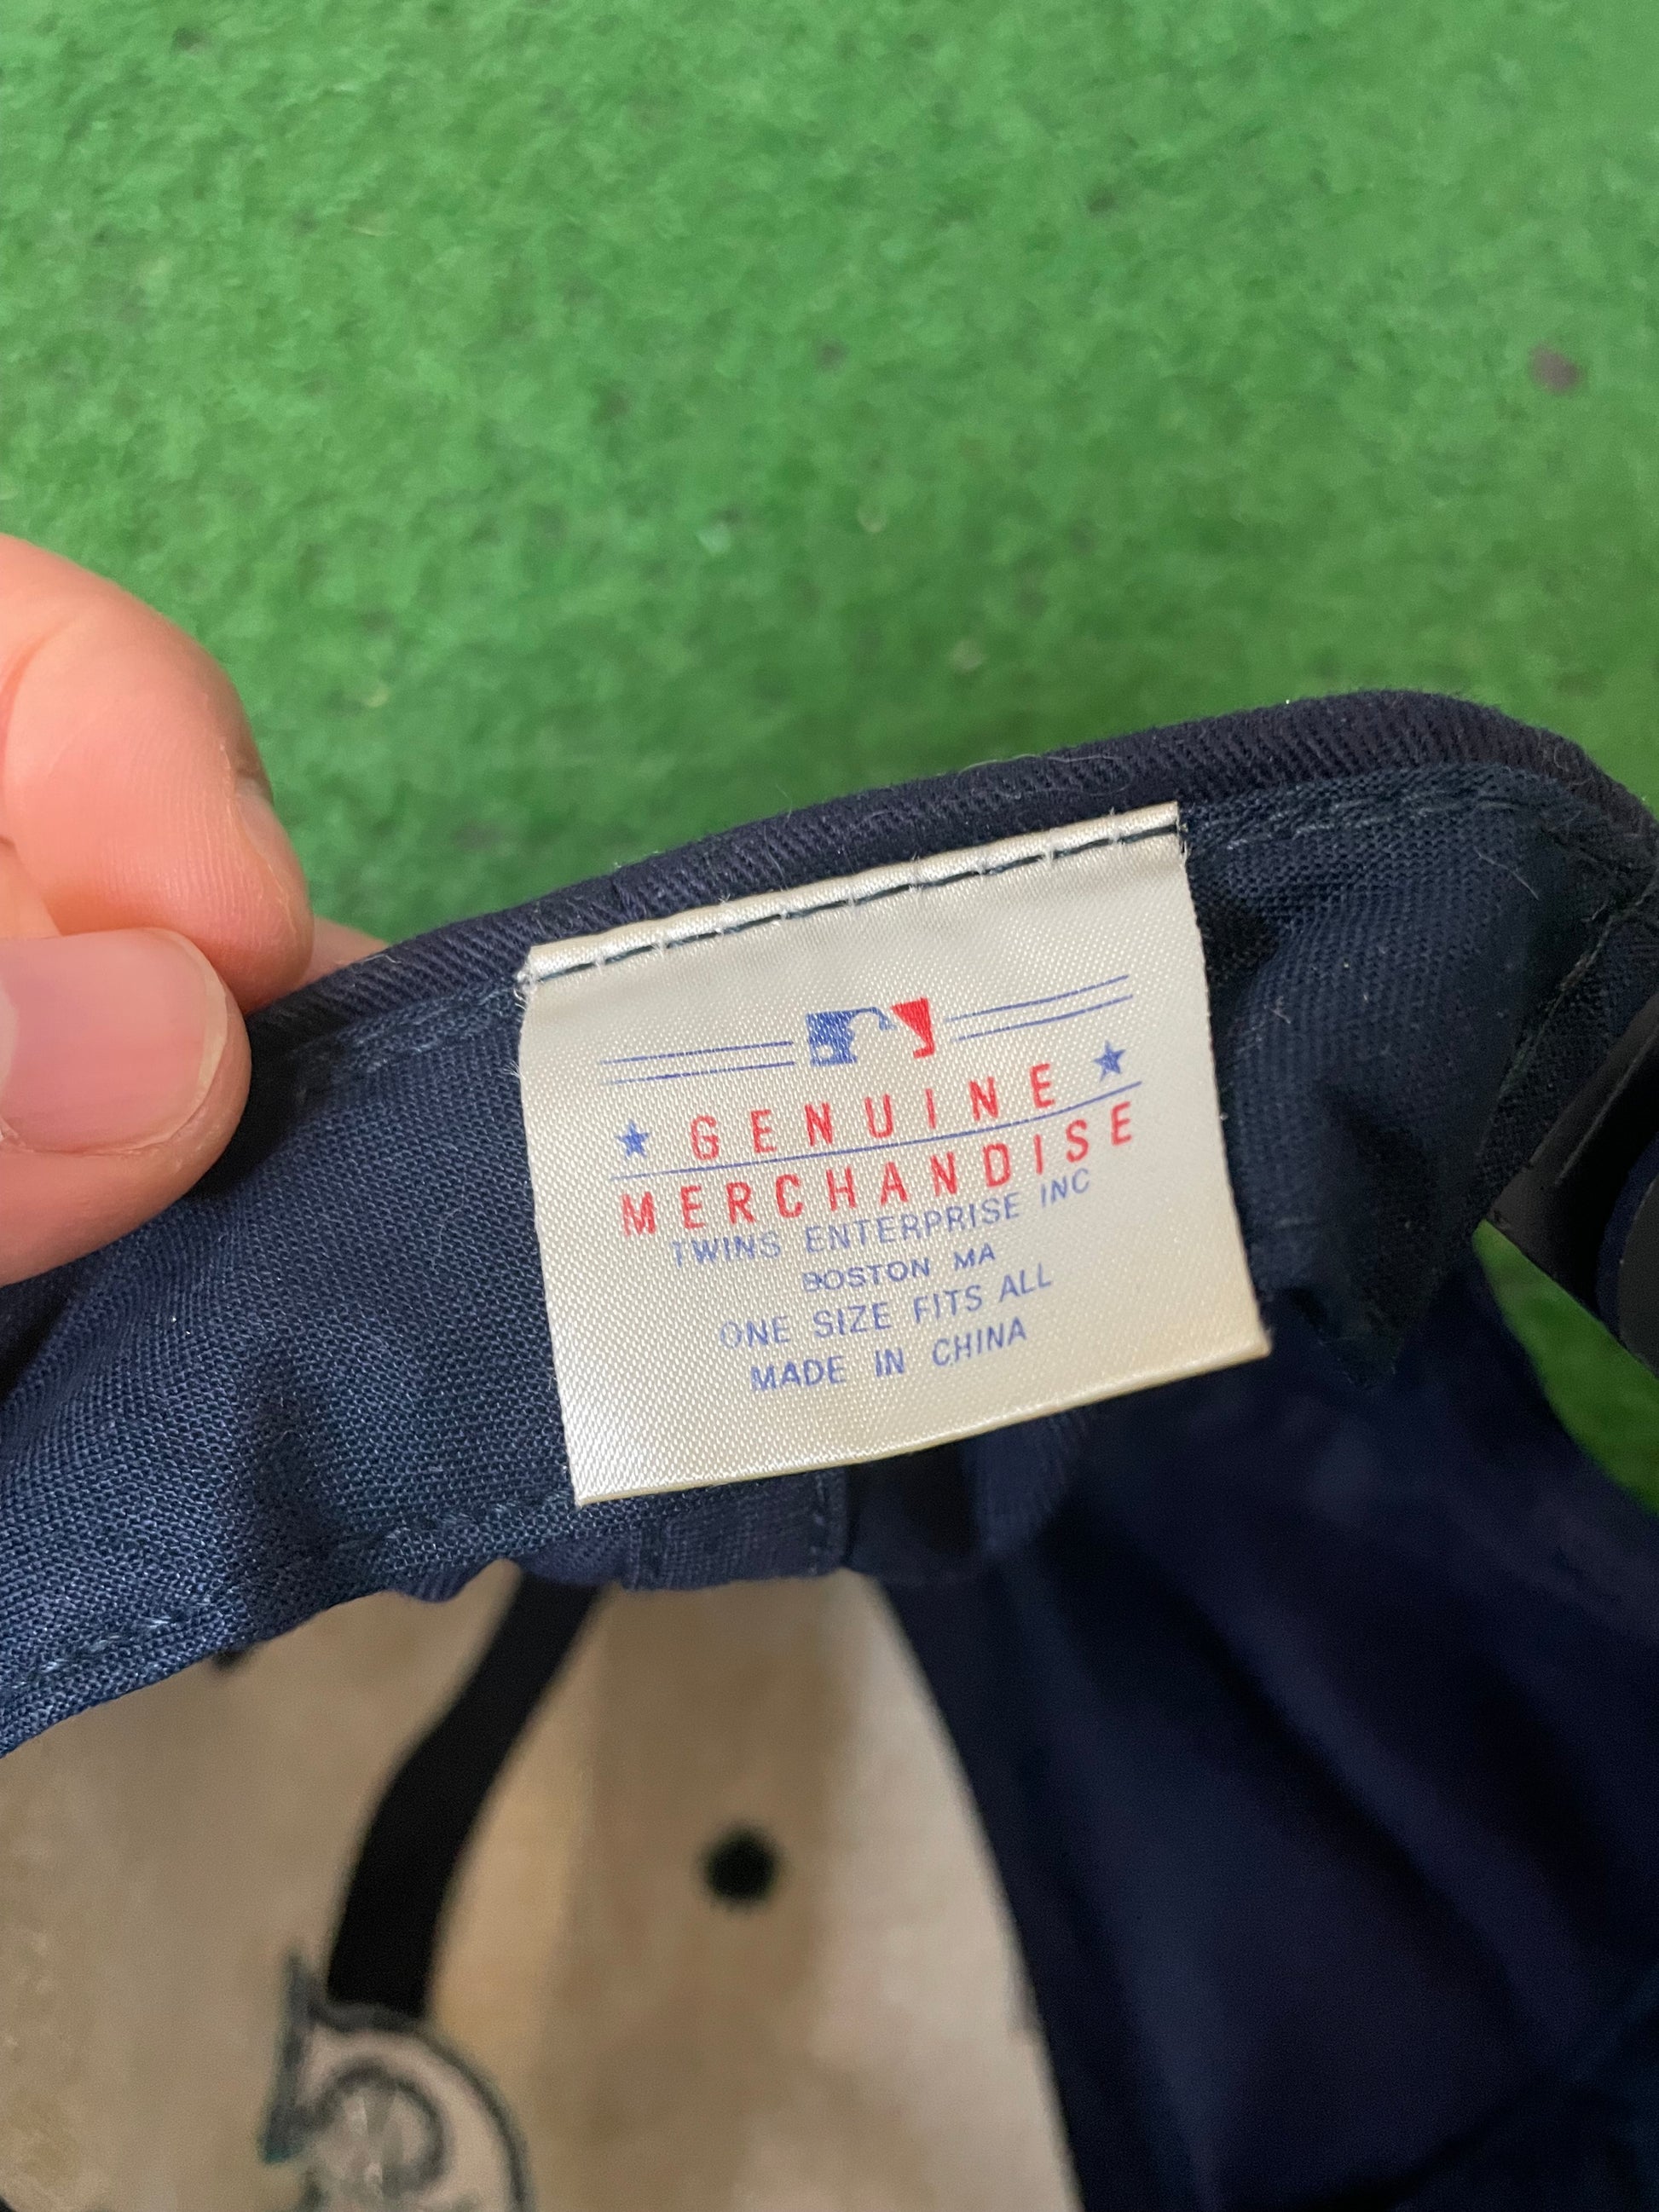 GENUINE
MERCHANDISE
TWINS ENTERPRISE INC
BOSTON MA
ONE SIZE FITS ALL
MADE IN CHINA